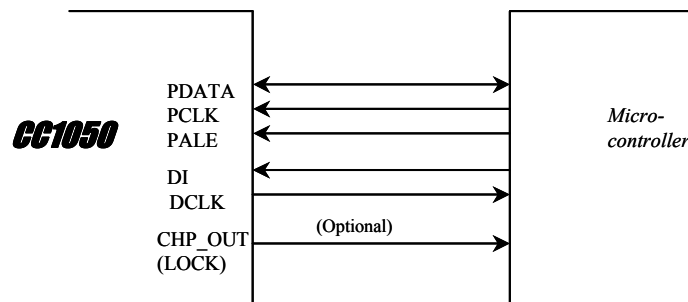 PDATA
PCLK
PALE
CC1050
Micro-
controller
DI
DCLK
(Optional)
CHP_OUT
(LOCK)